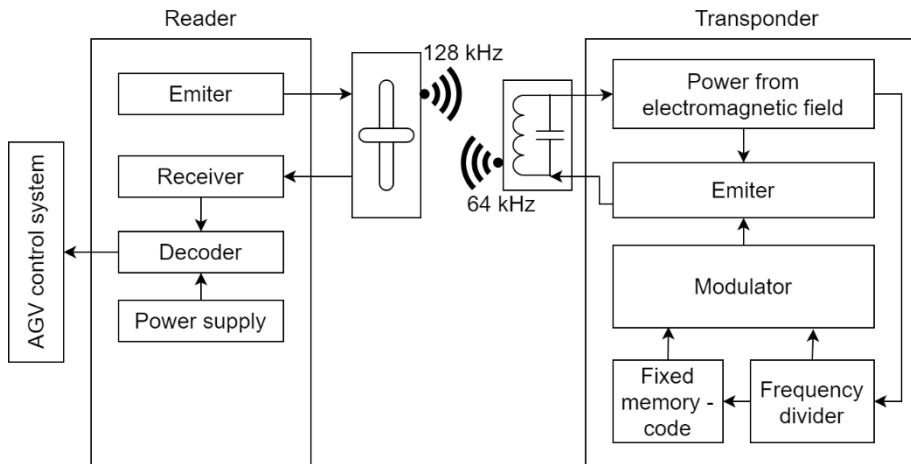 Reader
Transponder
128 kHz
Emiter
Power from
electromagnetic field
Receiver
64 kHz
Emiter
AGV control system
Decoder
Modulator
Power supply
Fixed
memory -
code
Frequency
divider